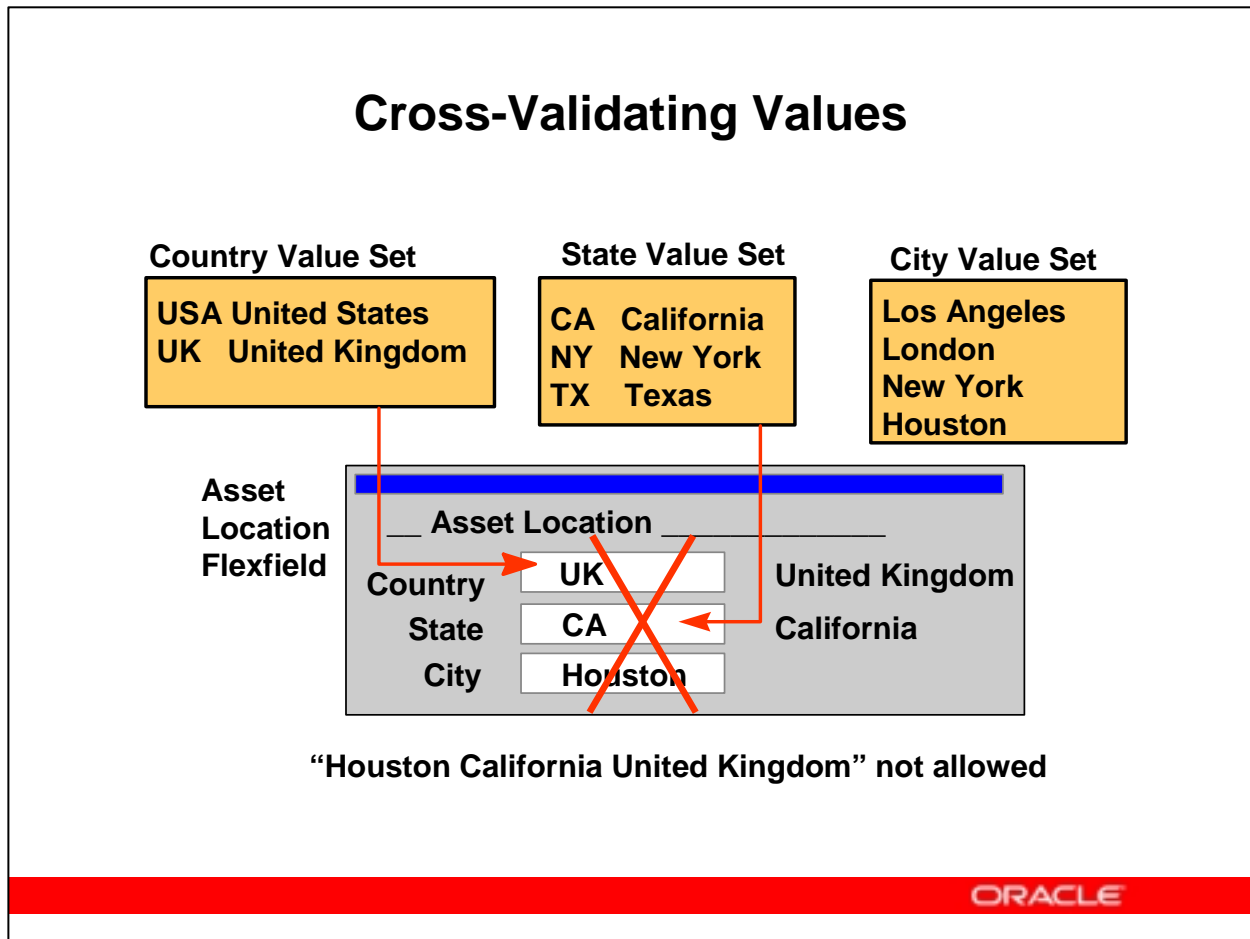 Cross-Validating Values
Country Value Set
USA United States
UK United Kingdom
State Value Set
CA California
NY New York
TX Texas
City Value Set
Los Angeles
London
New York
Houston
Asset
Location
Flexfield
__ Asset Location _____________
Country UK United Kingdom
State CA California
City Houston
“Houston California United Kingdom” not allowed
ORACLE